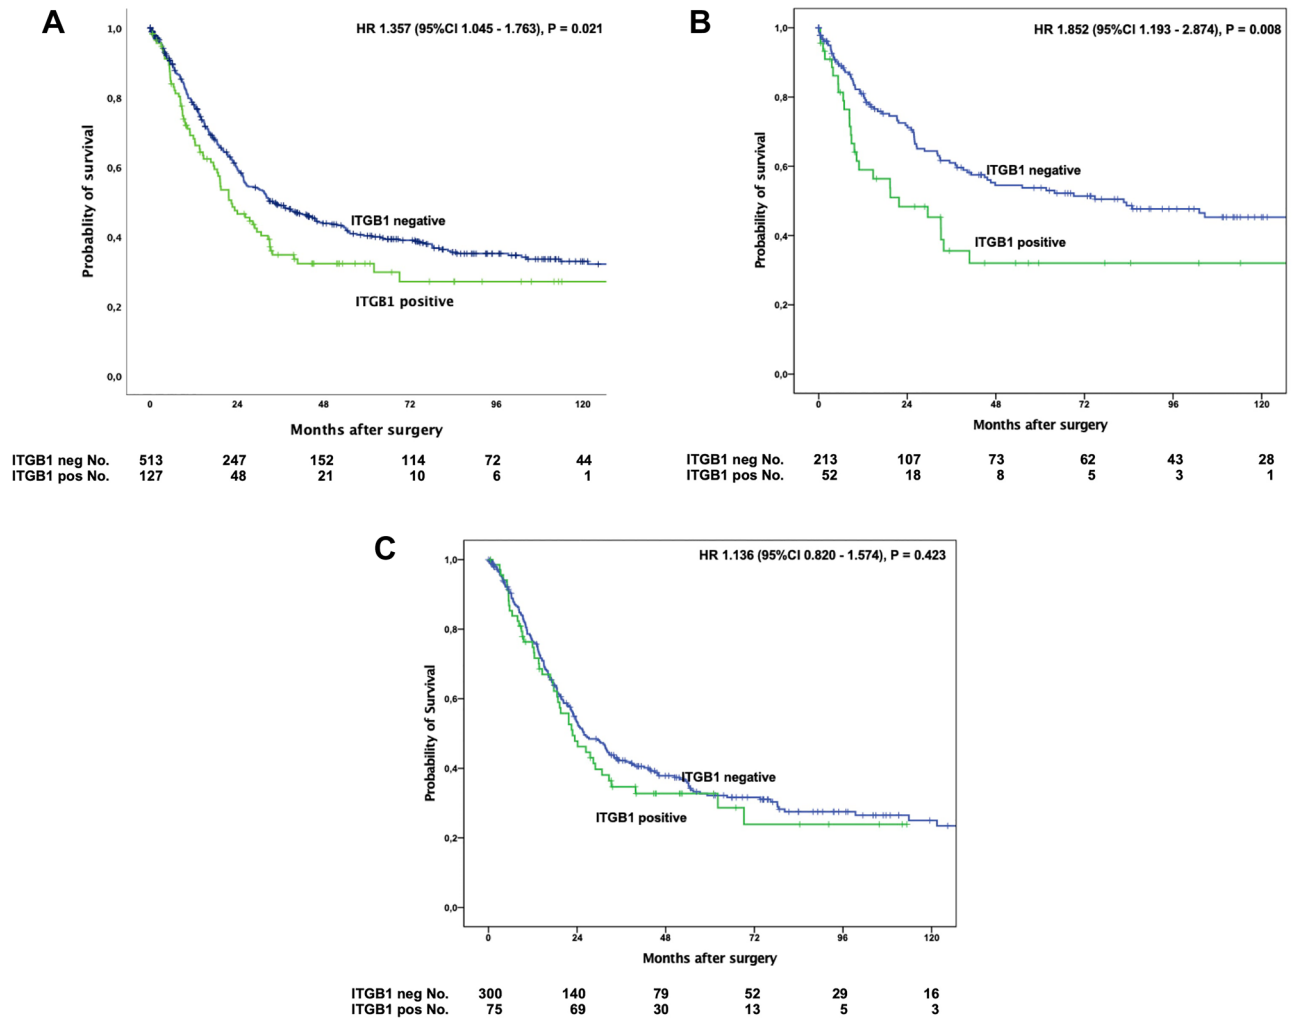 A
HR 1.357 (95%CI 1.045 - 1.763), P = 0.021
Probablity of survival
1,0
0,8
0,6
0,4
0,2
0,0
ITGB1 negative
ITGB1 positive
0 24 48 72 96 120
Months after surgery
ITGB1 neg No. 513 247 152 114 72 44
ITGB1 pos No. 127 48 21 10 6 1
B
HR 1.852 (95%CI 1.193 - 2.874), P = 0.008
Probablity of survival
1,0
0,8
0,6
0,4
0,2
0,0
ITGB1 negative
ITGB1 positive
0 24 48 72 96 120
Months after surgery
ITGB1 neg No. 213 107 73 62 43 28
ITGB1 pos No. 52 18 8 5 3 1
C
HR 1.136 (95%CI 0.820 - 1.574), P = 0.423
Probability of Survival
1,0
0,8
0,6
0,4
0,2
0,0
ITGB1 negative
ITGB1 positive
0 24 48 72 96 120
Months after surgery
ITGB1 neg No. 300 140 79 52 29 16
ITGB1 pos No. 75 69 30 13 5 3